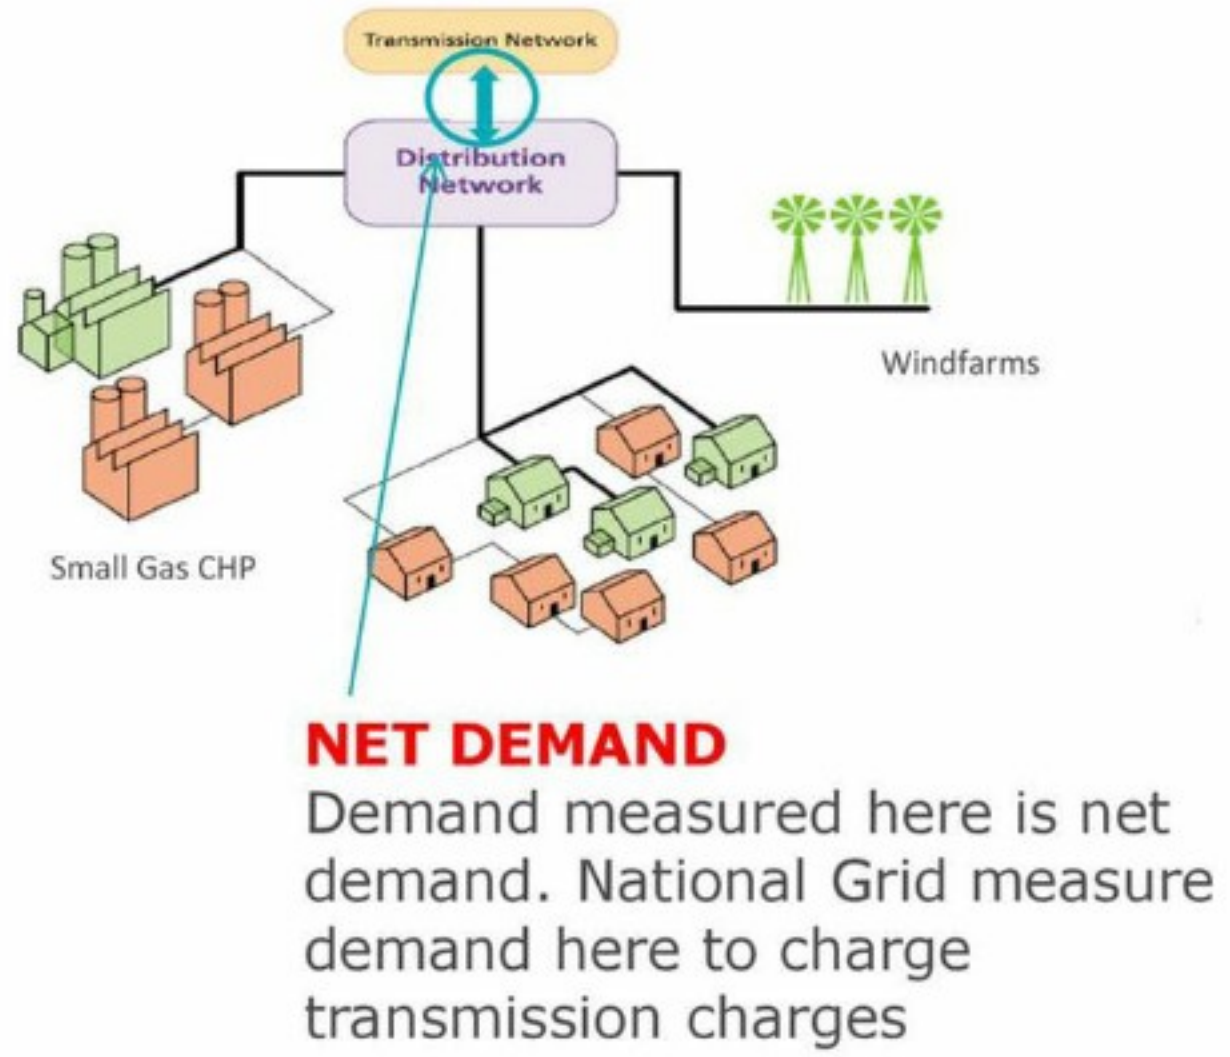 Transmission Network
Distribution
Network
Windfarms
Small Gas CHP
NET DEMAND
Demand measured here is net
demand. National Grid measure
demand here to charge
transmission charges